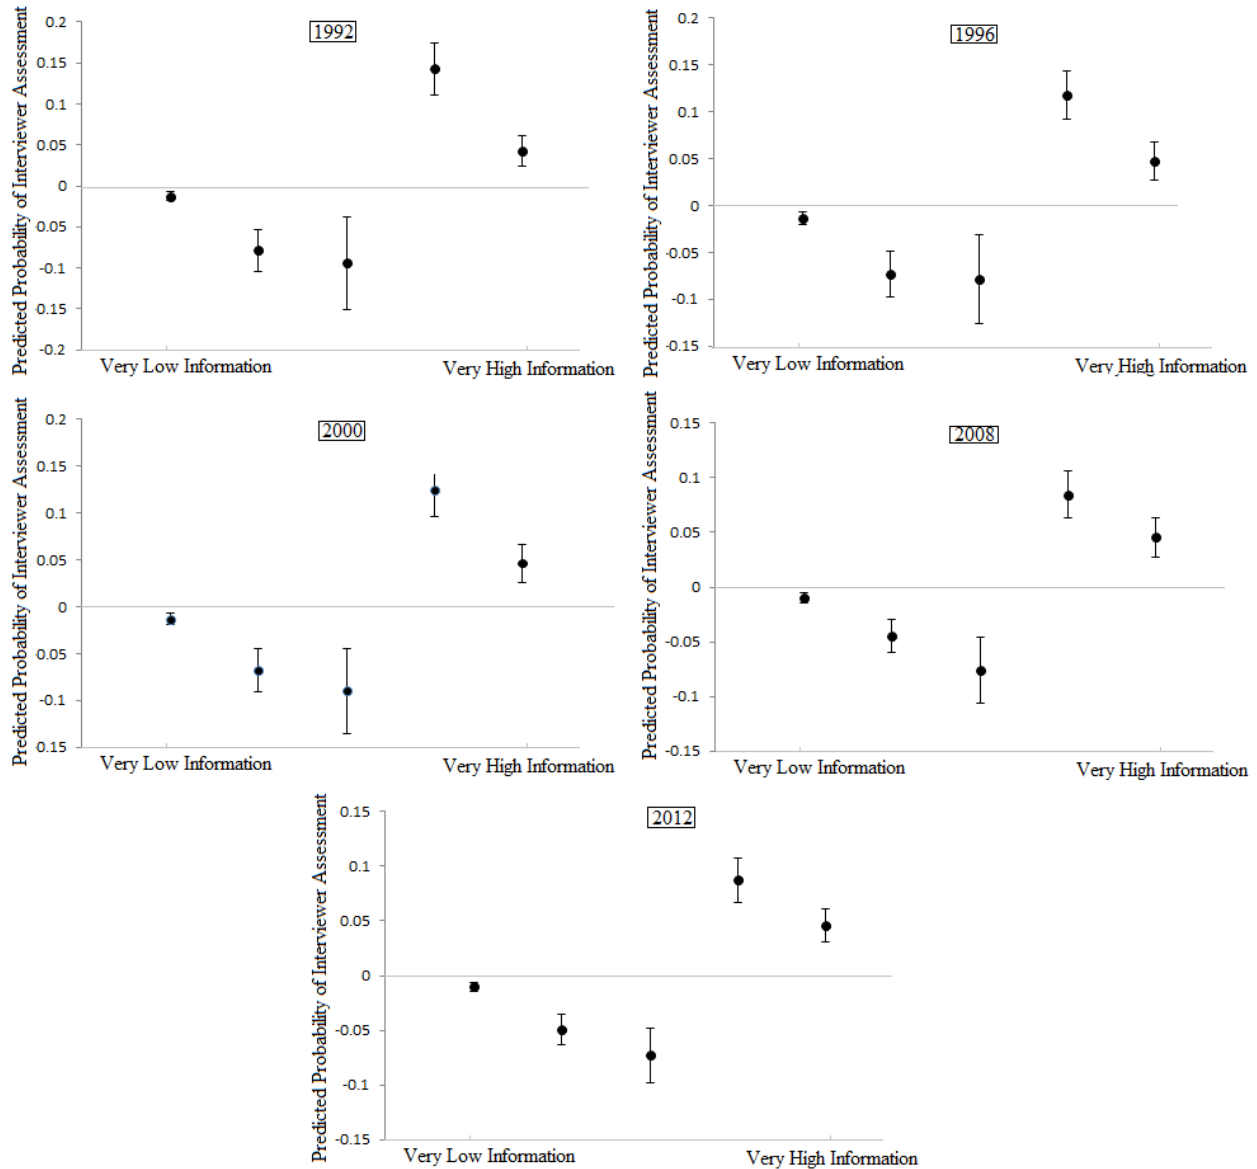 Predicted Probability of Interviewer Assessment
1992
0.2
0.15
0.1
0.05
0
-0.05
-0.1
0.15
-0.2
Very Low Information
Very High Information
Predicted Probability of Interviewer Assessment
1996
0.2
0.15
0.1
0.05
0
-0.05
-0.1
-0.15
Very Low Information
Very High Information
Predicted Probability of Interviewer Assessment
2000
0.2
0.15
0.1
0.05
0
0.05
-0.1
0.15
Very Low Information
Very High Information
Predicted Probability of Interviewer Assessment
2008
0.15
0.1
0.05
0
-0.05
-0.1
-0.15
Very Low Information
Very High Information
Predicted Probability of Interviewer Assessment
2012
0.15
0.1
0.05
0
-0.05
-0.1
-0.15
Very Low Information
Very High Information